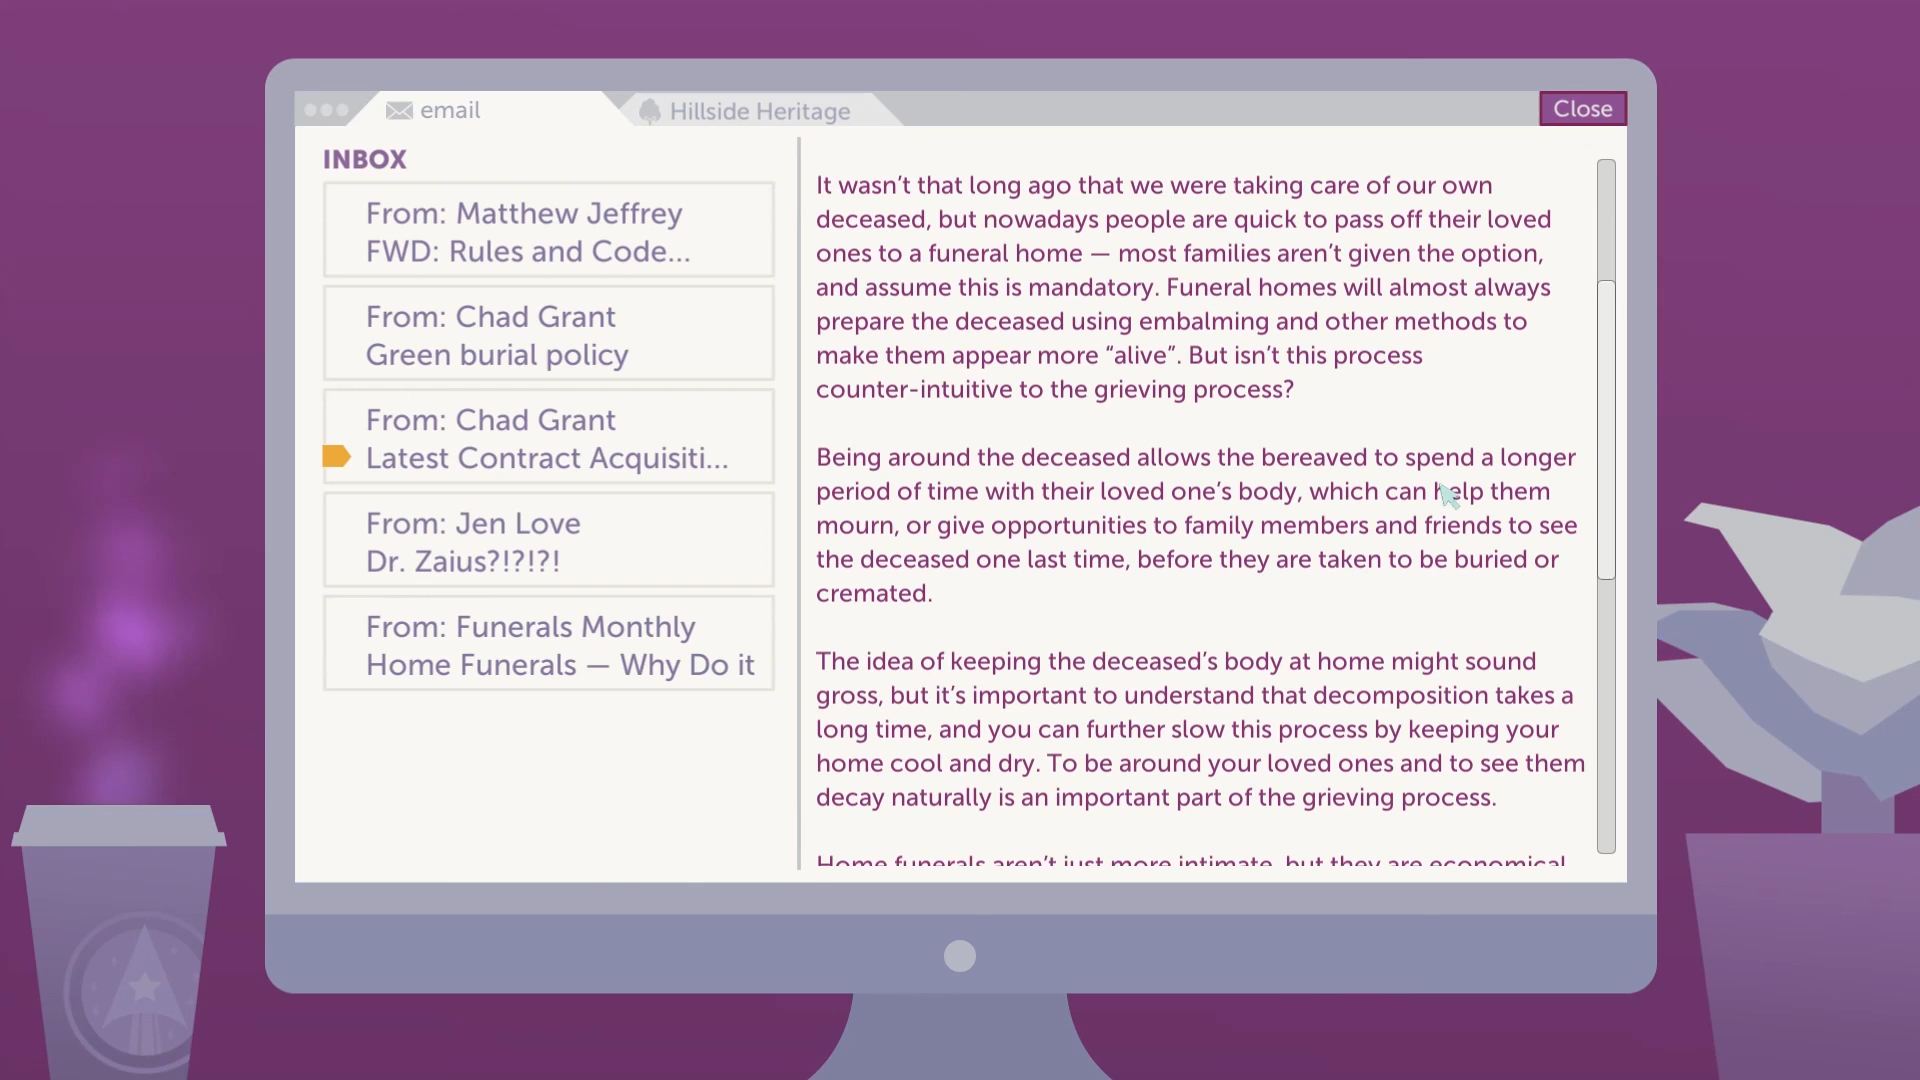 email
Hillside Heritage
Close
INBOX
From: Matthew Jeffrey
FWD: Rules and Code...
From: Chad Grant
Green burial policy
From: Chad Grant
Latest Contract Acquisiti...
From: Jen Love
Dr. Zaius?!?!?!
From: Funerals Monthly
Home Funerals — Why Do it
It wasn’t that long ago that we were taking care of our own
deceased, but nowadays people are quick to pass off their loved
ones to a funeral home — most families aren’t given the option,
and assume this is mandatory. Funeral homes will almost always
prepare the deceased using embalming and other methods to
make them appear more “alive”. But isn’t this process
counter-intuitive to the grieving process?
Being around the deceased allows the bereaved to spend a longer
period of time with their loved one’s body, which can help them
mourn, or give opportunities to family members and friends to see
the deceased one last time, before they are taken to be buried or
cremated.
The idea of keeping the deceased’s body at home might sound
gross, but it’s important to understand that decomposition takes a
long time, and you can further slow this process by keeping your
home cool and dry. To be around your loved ones and to see them
decay naturally is an important part of the grieving process.
Home funerals aren’t just more intimate, but they are economical